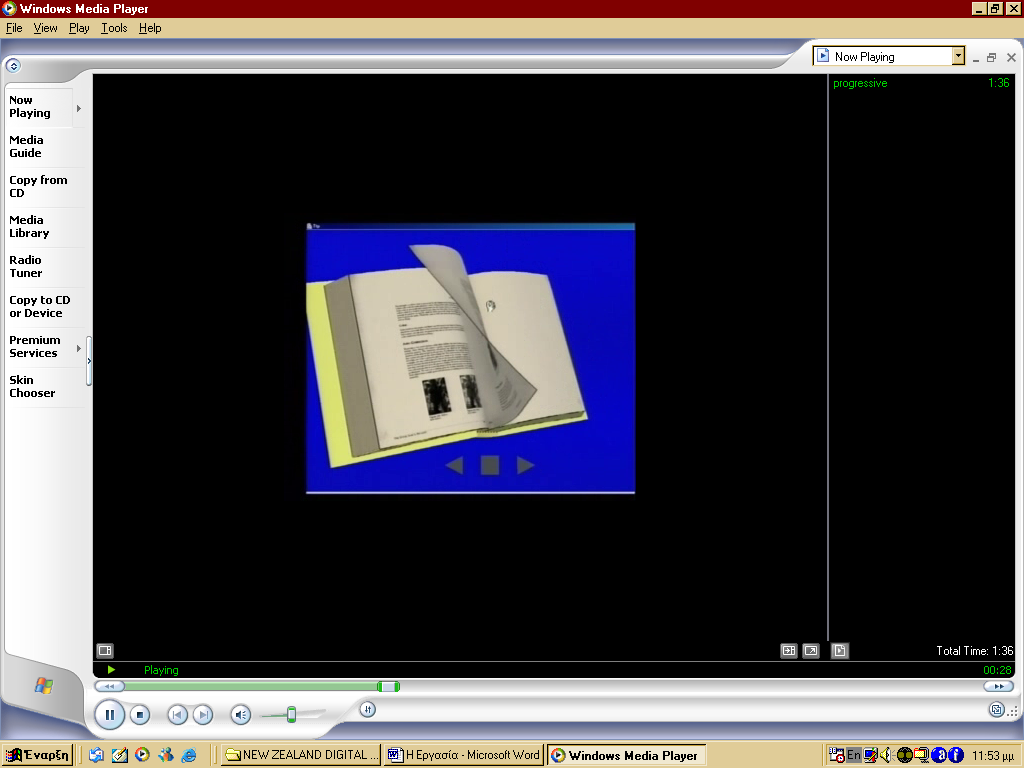 Windows Media Player
File View Play Tools Help
Now Playing
Now
Playing
Media
Guide
Copy from
CD
Media
Library
Radio
Tuner
Copy to CD
or Device
Premium
Services
Skin
Chooser
progressive 1:36
Total Time: 1:36
Playing 00:28
Έναρξη NEW ZEALAND DIGITAL ... Η Εργασία - Microsoft Word Windows Media Player En 11:53 μμ